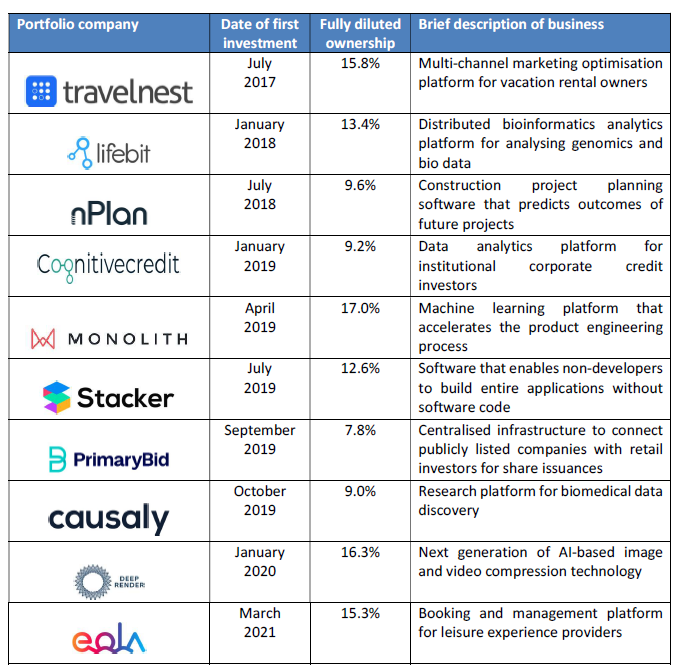 Portfolio company Date of first investment Fully diluted ownership Brief description of business
travelnest
July
2017
15.8%
Multi-channel marketing optimisation
platform for vacation rental owners
lifebit
January
2018
13.4%
Distributed bioinformatics analytics
platform for analysing genomics and
bio data
nPlan
July
2018
9.6%
Construction project planning
software that predicts outcomes of
future projects
Cognitivecredit
January
2019
9.2%
Data analytics platform for
institutional corporate credit
investors
MONOLITH
April
2019
17.0%
Machine learning platform that
accelerates the product engineering
process
Stacker
July
2019
12.6%
Software that enables non-developers
to build entire applications without
software code
PrimaryBid
September
2019
7.8%
Centralised infrastructure to connect
publicly listed companies with retail
investors for share issuances
causaly
October
2019
9.0%
Research platform for biomedical data
discovery
DEEP
RENDER
January
2020
16.3%
Next generation of AI-based image
and video compression technology
eola
March
2021
15.3%
Booking and management platform
for leisure experience providers